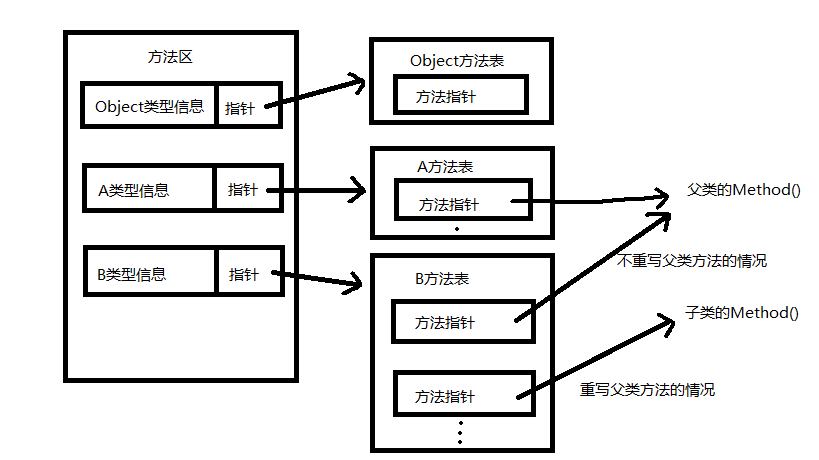 方法区
Object类型信息 指针
A类型信息 指针
B类型信息 指针
Object方法表
方法指针
A方法表
方法指针
B方法表
方法指针
方法指针
父类的Method()
不重写父类方法的情况
子类的Method()
重写父类方法的情况